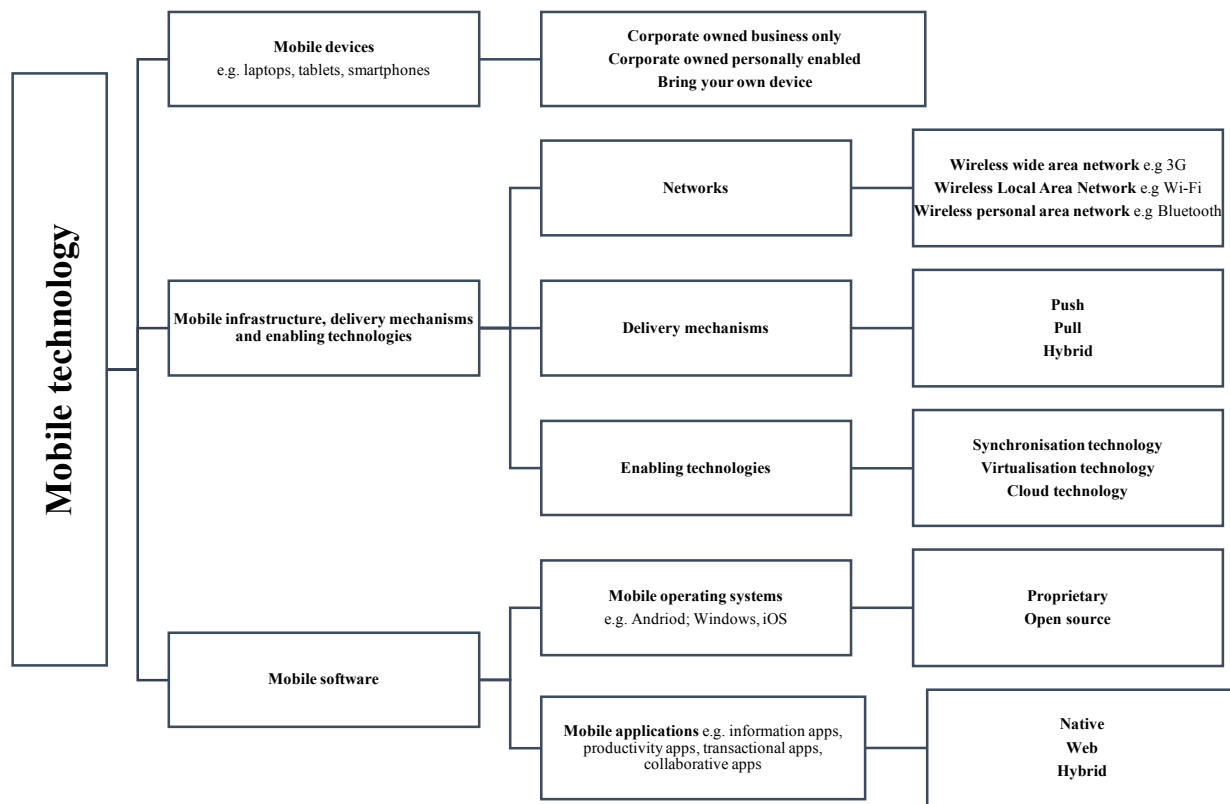 Mobile technology
Mobile devices
e.g. laptops, tablets, smartphones
Corporate owned business only
Corporate owned personally enabled
Bring your own device
Mobile infrastructure, delivery mechanisms
and enabling technologies
Networks
Wireless wide area network e.g 3G
Wireless Local Area Network e.g Wi-Fi
Wireless personal area network e.g Bluetooth
Delivery mechanisms
Push
Pull
Hybrid
Enabling technologies
Synchronisation technology
Virtualisation technology
Cloud technology
Mobile software
Mobile operating systems
e.g. Andriod; Windows, iOS
Proprietary
Open source
Mobile applications e.g. information apps,
productivity apps, transactional apps,
collaborative apps
Native
Web
Hybrid